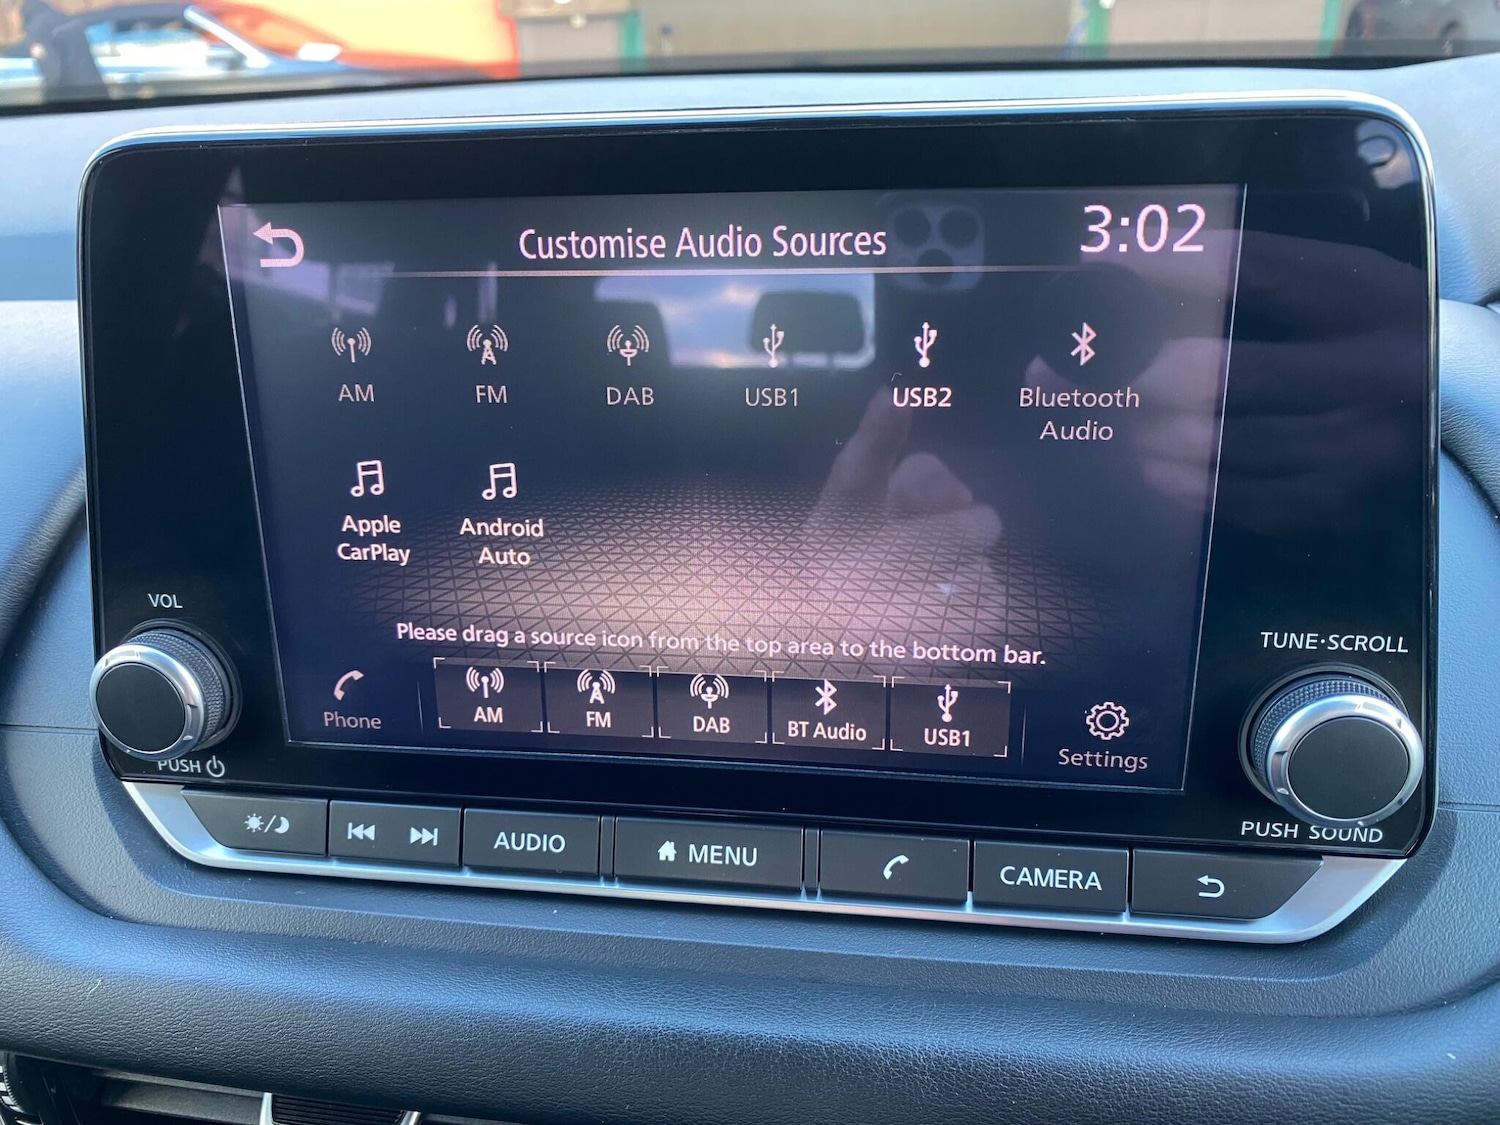 Customise Audio Sources
3:02
AM
FM
DAB
USB1
USB2
Bluetooth
Audio
Apple
CarPlay
Android
Auto
Please drag a source icon from the top area to the bottom bar.
Phone
AM
FM
DAB
BT Audio
USB1
Settings
VOL
PUSH
TUNE·SCROLL
PUSH SOUND
AUDIO
MENU
CAMERA